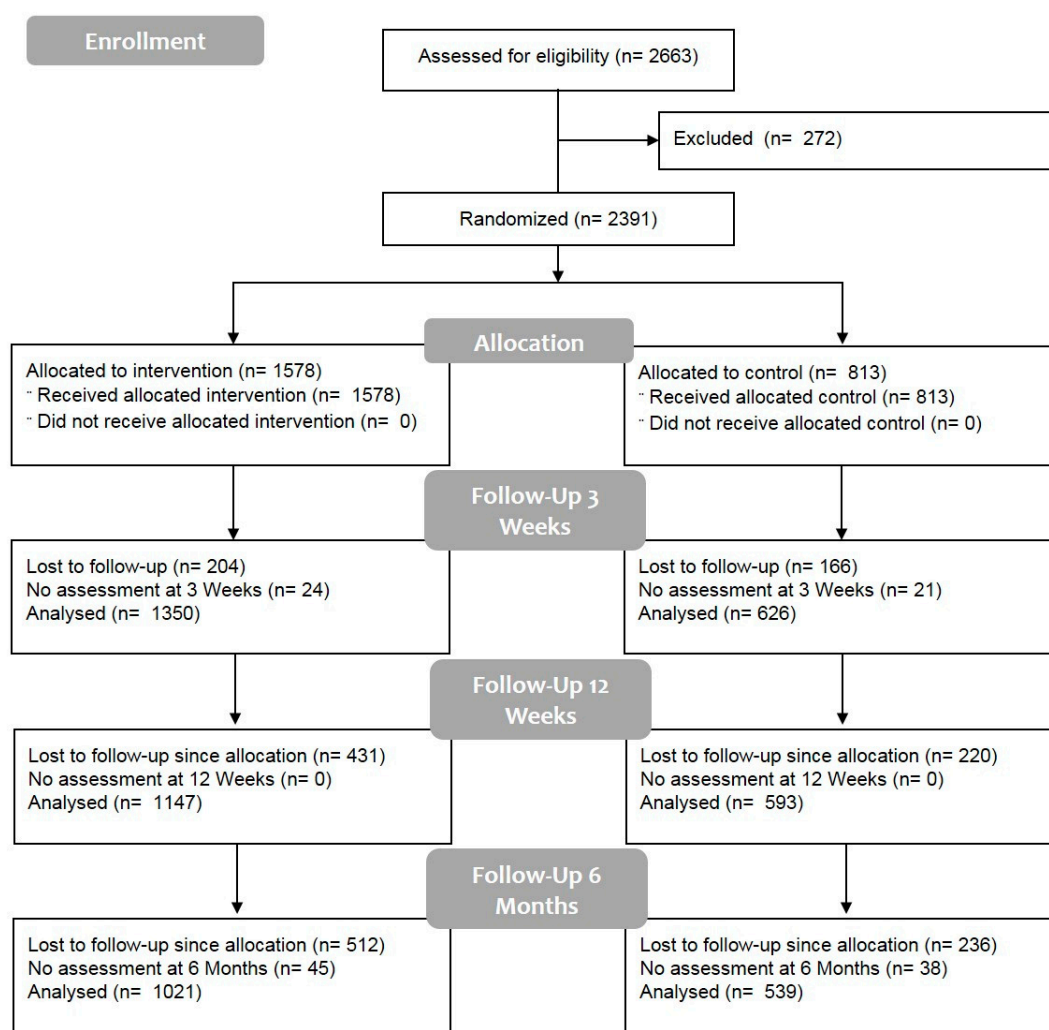 Enrollment
Assessed for eligibility (n= 2663)
Excluded (n= 272)
Randomized (n= 2391)
Allocation
Allocated to intervention (n= 1578)
¨ Received allocated intervention (n= 1578)
¨ Did not receive allocated intervention (n= 0)
Allocated to control (n= 813)
¨ Received allocated control (n= 813)
¨ Did not receive allocated control (n= 0)
Follow-Up 3
Weeks
Lost to follow-up (n= 204)
No assessment at 3 Weeks (n= 24)
Analysed (n= 1350)
Lost to follow-up (n= 166)
No assessment at 3 Weeks (n= 21)
Analysed (n= 626)
Follow-Up 12
Weeks
Lost to follow-up since allocation (n= 431)
No assessment at 12 Weeks (n= 0)
Analysed (n= 1147)
Lost to follow-up since allocation (n= 220)
No assessment at 12 Weeks (n= 0)
Analysed (n= 593)
Follow-Up 6
Months
Lost to follow-up since allocation (n= 512)
No assessment at 6 Months (n= 45)
Analysed (n= 1021)
Lost to follow-up since allocation (n= 236)
No assessment at 6 Months (n= 38)
Analysed (n= 539)